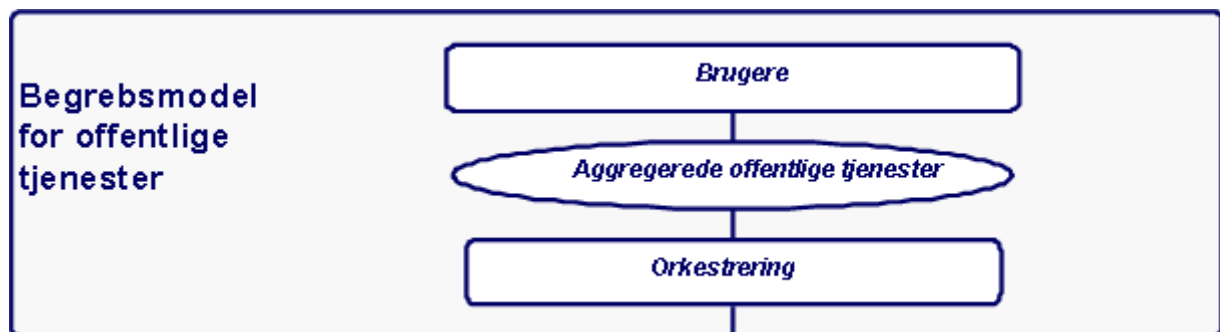 Begrebsmodel
for offentlige
tjenester
Brugere
Aggregerede offentlige tjenester
Orkestrering